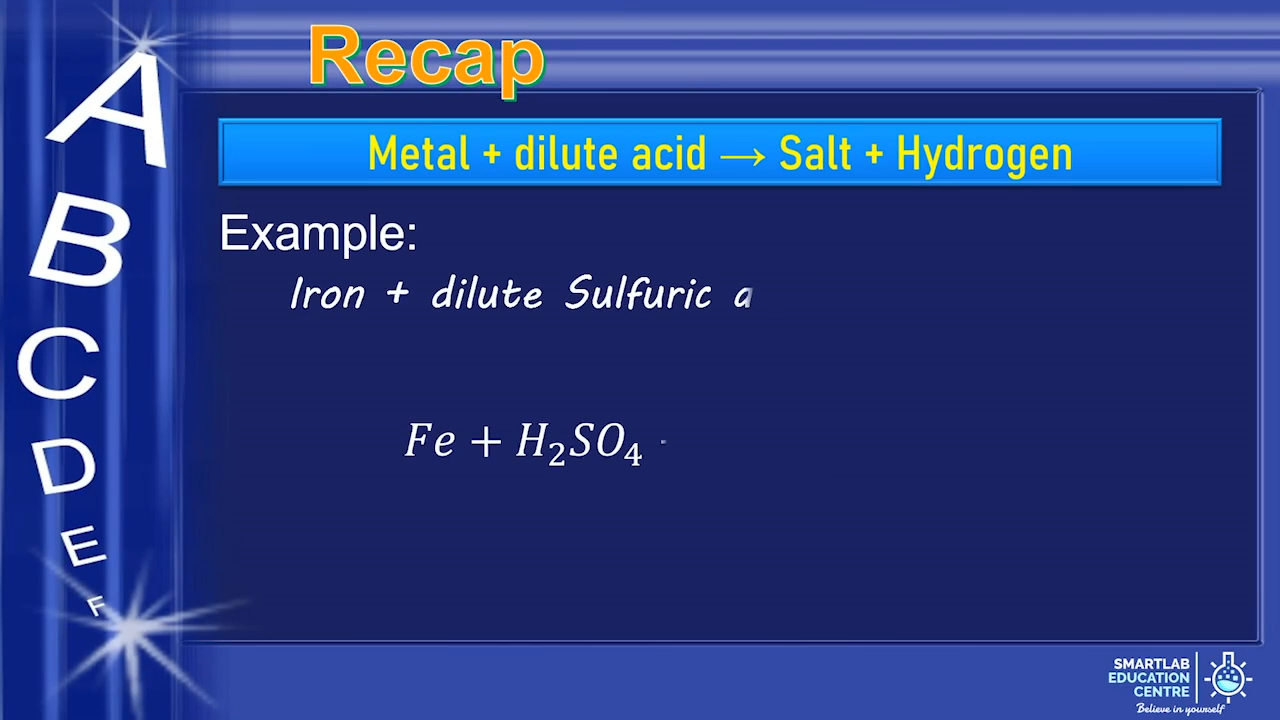 Recap
Metal + dilute acid → Salt + Hydrogen
Example:
Iron + dilute Sulfuric a
Fe + H₂SO₄
A
B
C
D
E
F
SMARTLAB
EDUCATION
CENTRE
Believe in yourself